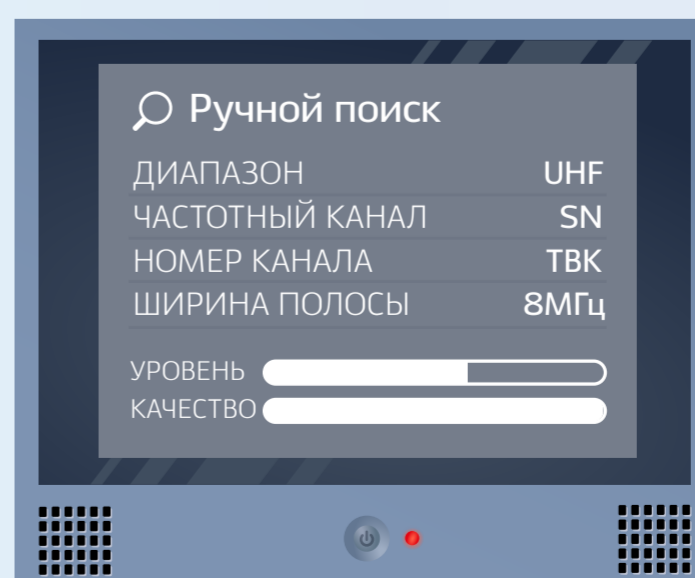 Ручной поиск
ДИАПАЗОН UHF
ЧАСТОТНЫЙ КАНАЛ SN
НОМЕР КАНАЛА ТВК
ШИРИНА ПОЛОСЫ 8МГц
УРОВЕНЬ
КАЧЕСТВО